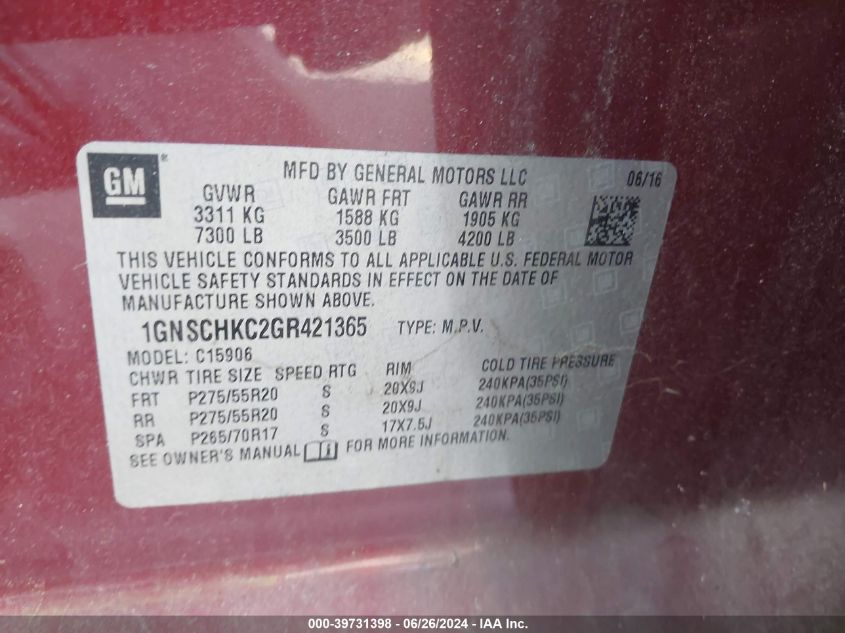 GM ®
MFD BY GENERAL MOTORS LLC 06/16
GVWR GAWR FRT GAWR RR
3311 KG 1588 KG 1905 KG
7300 LB 3500 LB 4200 LB
THIS VEHICLE CONFORMS TO ALL APPLICABLE U.S. FEDERAL MOTOR
VEHICLE SAFETY STANDARDS IN EFFECT ON THE DATE OF
MANUFACTURE SHOWN ABOVE.
1GNSCHKC2GR421365 TYPE: M.P.V.
MODEL: C15906
CHWR TIRE SIZE SPEED RTG RIM COLD TIRE PRESSURE
FRT P275/55R20 S 20X9J 240KPA(35PSI)
RR P275/55R20 S 20X9J 240KPA(35PSI)
SPA P265/70R17 S 17X7.5J 240KPA(35PSI)
SEE OWNER'S MANUAL FOR MORE INFORMATION.
000-39731398 - 06/26/2024 - IAA Inc.